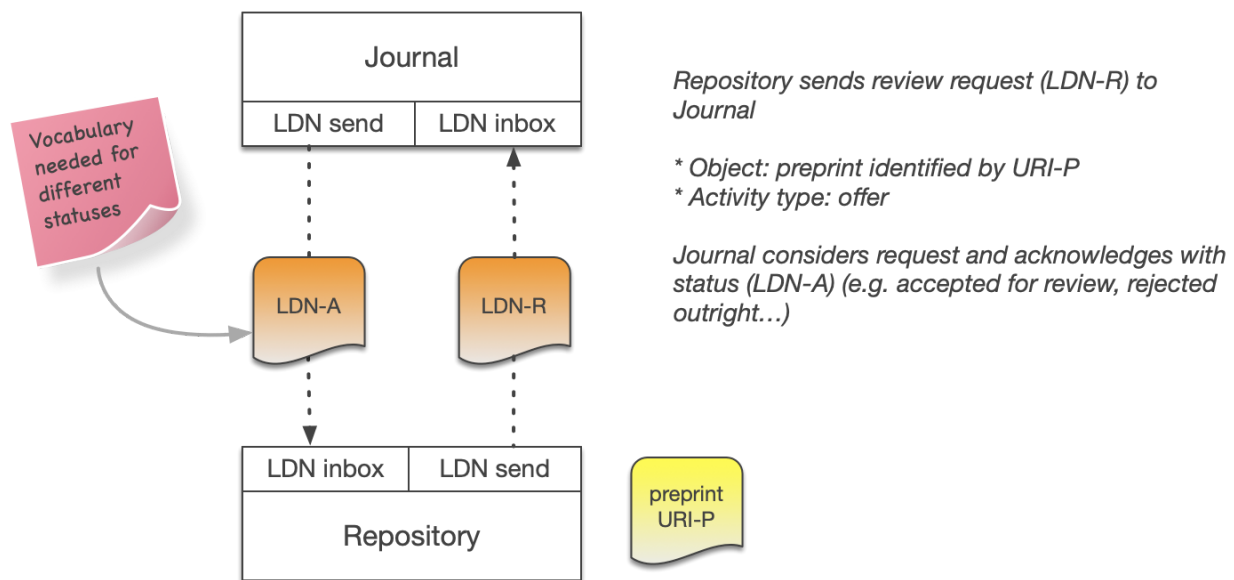 Journal
LDN send
LDN inbox
Vocabulary
needed for
different
statuses
LDN-A
LDN-R
LDN inbox
LDN send
Repository
preprint
URI-P
Repository sends review request (LDN-R) to
Journal
* Object: preprint identified by URI-P
* Activity type: offer
Journal considers request and acknowledges with
status (LDN-A) (e.g. accepted for review, rejected
outright…)